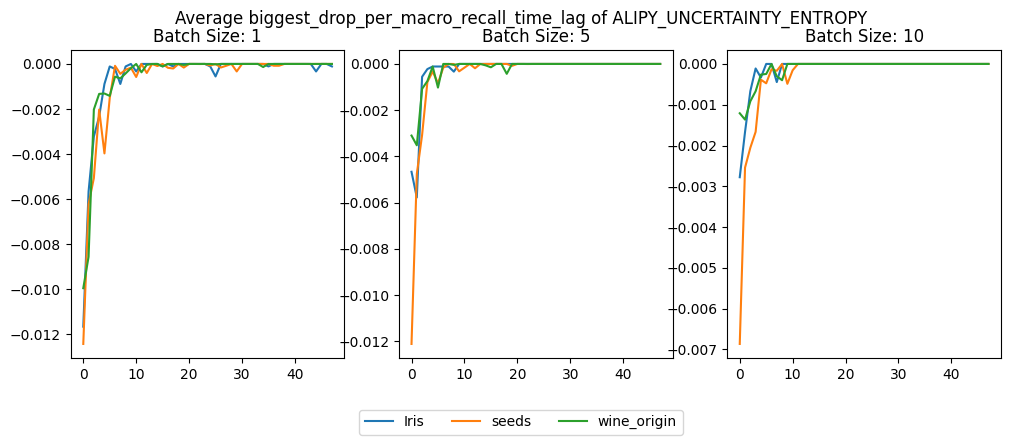 Average biggest_drop_per_macro_recall_time_lag of ALIPY_UNCERTAINTY_ENTROPY
Batch Size: 1
0.000
−0.002
−0.004
−0.006
−0.008
−0.010
−0.012
0 20 40
Batch Size: 5
0.000
−0.002
−0.004
−0.006
−0.008
−0.010
−0.012
0 10 20 30 40
Batch Size: 10
0.000
−0.001
−0.002
−0.003
−0.004
−0.005
−0.006
−0.007
0 10 20 30 40
Iris seeds wine_origin